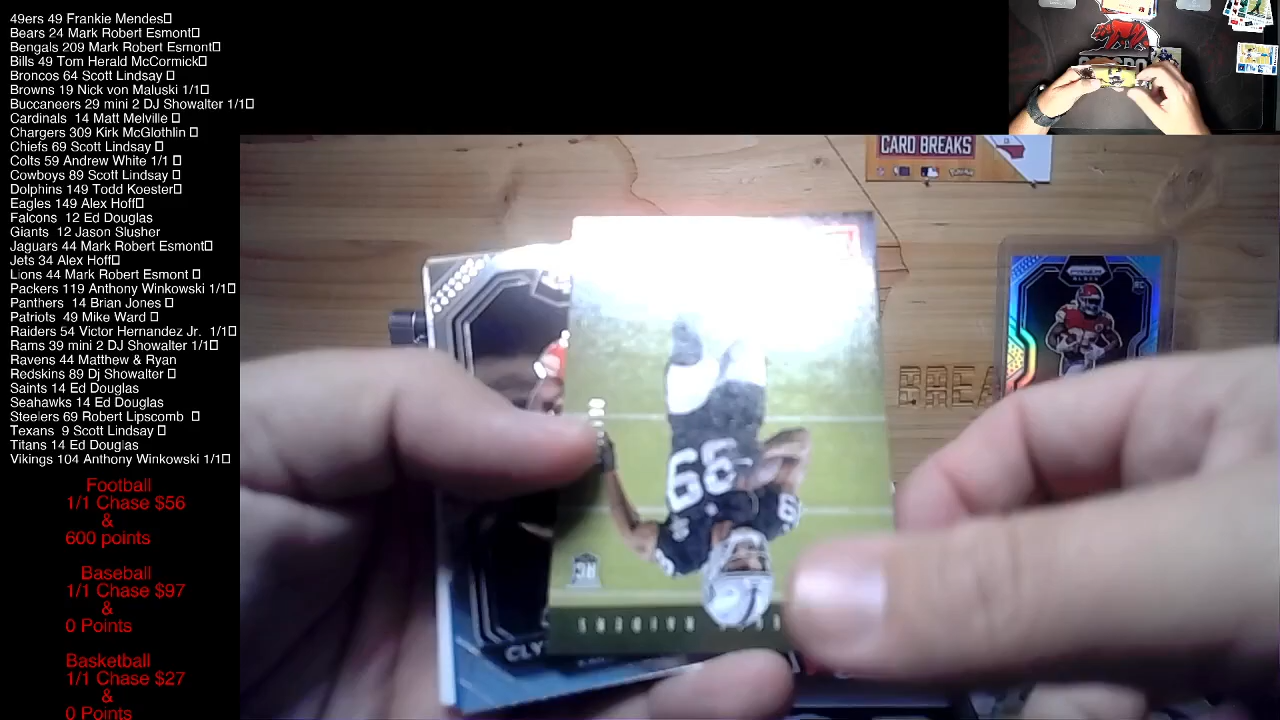 49ers 49 Frankie Mendes
Bears 24 Mark Robert Esmont
Bengals 209 Mark Robert Esmont
Bills 49 Tom Herald McCormick
Broncos 64 Scott Lindsay
Browns 19 Nick von Maluski 1/1
Buccaneers 29 mini 2 DJ Showalter 1/1
Cardinals 14 Matt Melville
Chargers 309 Kirk McGlothlin
Chiefs 69 Scott Lindsay
Colts 59 Andrew White 1/1
Cowboys 89 Scott Lindsay
Dolphins 149 Todd Koester
Eagles 149 Alex Hoff
Falcons 12 Ed Douglas
Giants 12 Jason Slusher
Jaguars 44 Mark Robert Esmont
Jets 34 Alex Hoff
Lions 44 Mark Robert Esmont
Packers 119 Anthony Winkowski 1/1
Panthers 14 Brian Jones
Patriots 49 Mike Ward
Raiders 54 Victor Hernandez Jr. 1/1
Rams 39 mini 2 DJ Showalter 1/1
Ravens 44 Matthew & Ryan
Redskins 89 Dj Showalter
Saints 14 Ed Douglas
Seahawks 14 Ed Douglas
Steelers 69 Robert Lipscomb
Texans 9 Scott Lindsay
Titans 14 Ed Douglas
Vikings 104 Anthony Winkowski 1/1
Football
1/1 Chase $56
&
600 points
Baseball
1/1 Chase $97
&
0 Points
Basketball
1/1 Chase $27
&
0 Points
CARD BREAKS
PRIZM
BLACK
RC
BREA
89
RC
RAIDERS
CLY